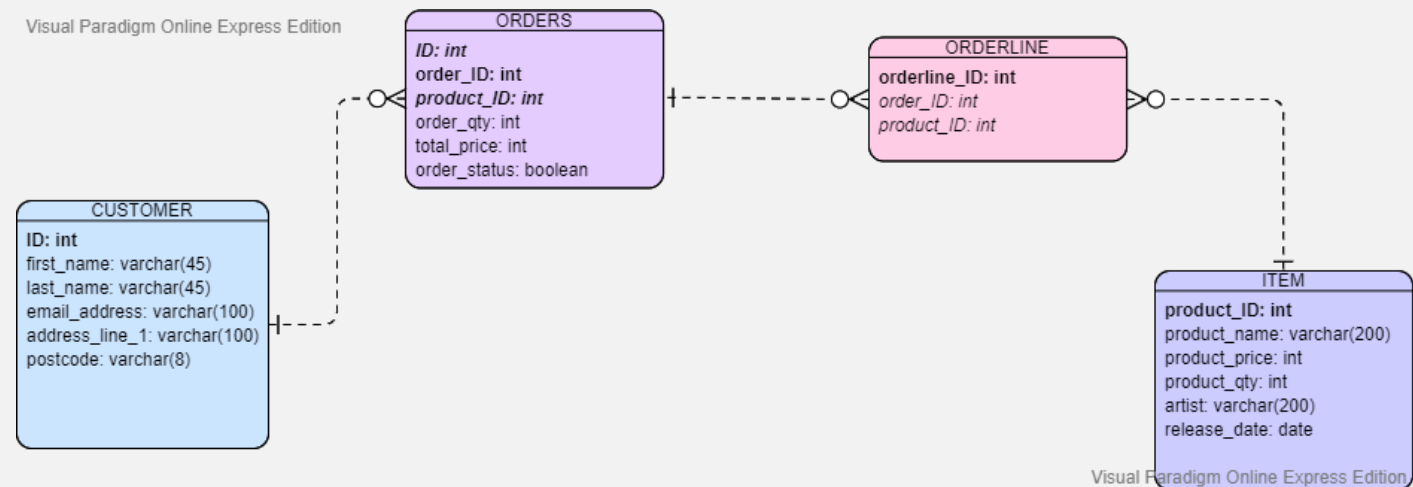 Visual Paradigm Online Express Edition
ORDERS
ID: int
order_ID: int
product_ID: int
order_qty: int
total_price: int
order_status: boolean
ORDERLINE
orderline_ID: int
order_ID: int
product_ID: int
CUSTOMER
ID: int
first_name: varchar(45)
last_name: varchar(45)
email_address: varchar(100)
address_line_1: varchar(100)
postcode: varchar(8)
ITEM
product_ID: int
product_name: varchar(200)
product_price: int
product_qty: int
artist: varchar(200)
release_date: date
Visual Paradigm Online Express Edition